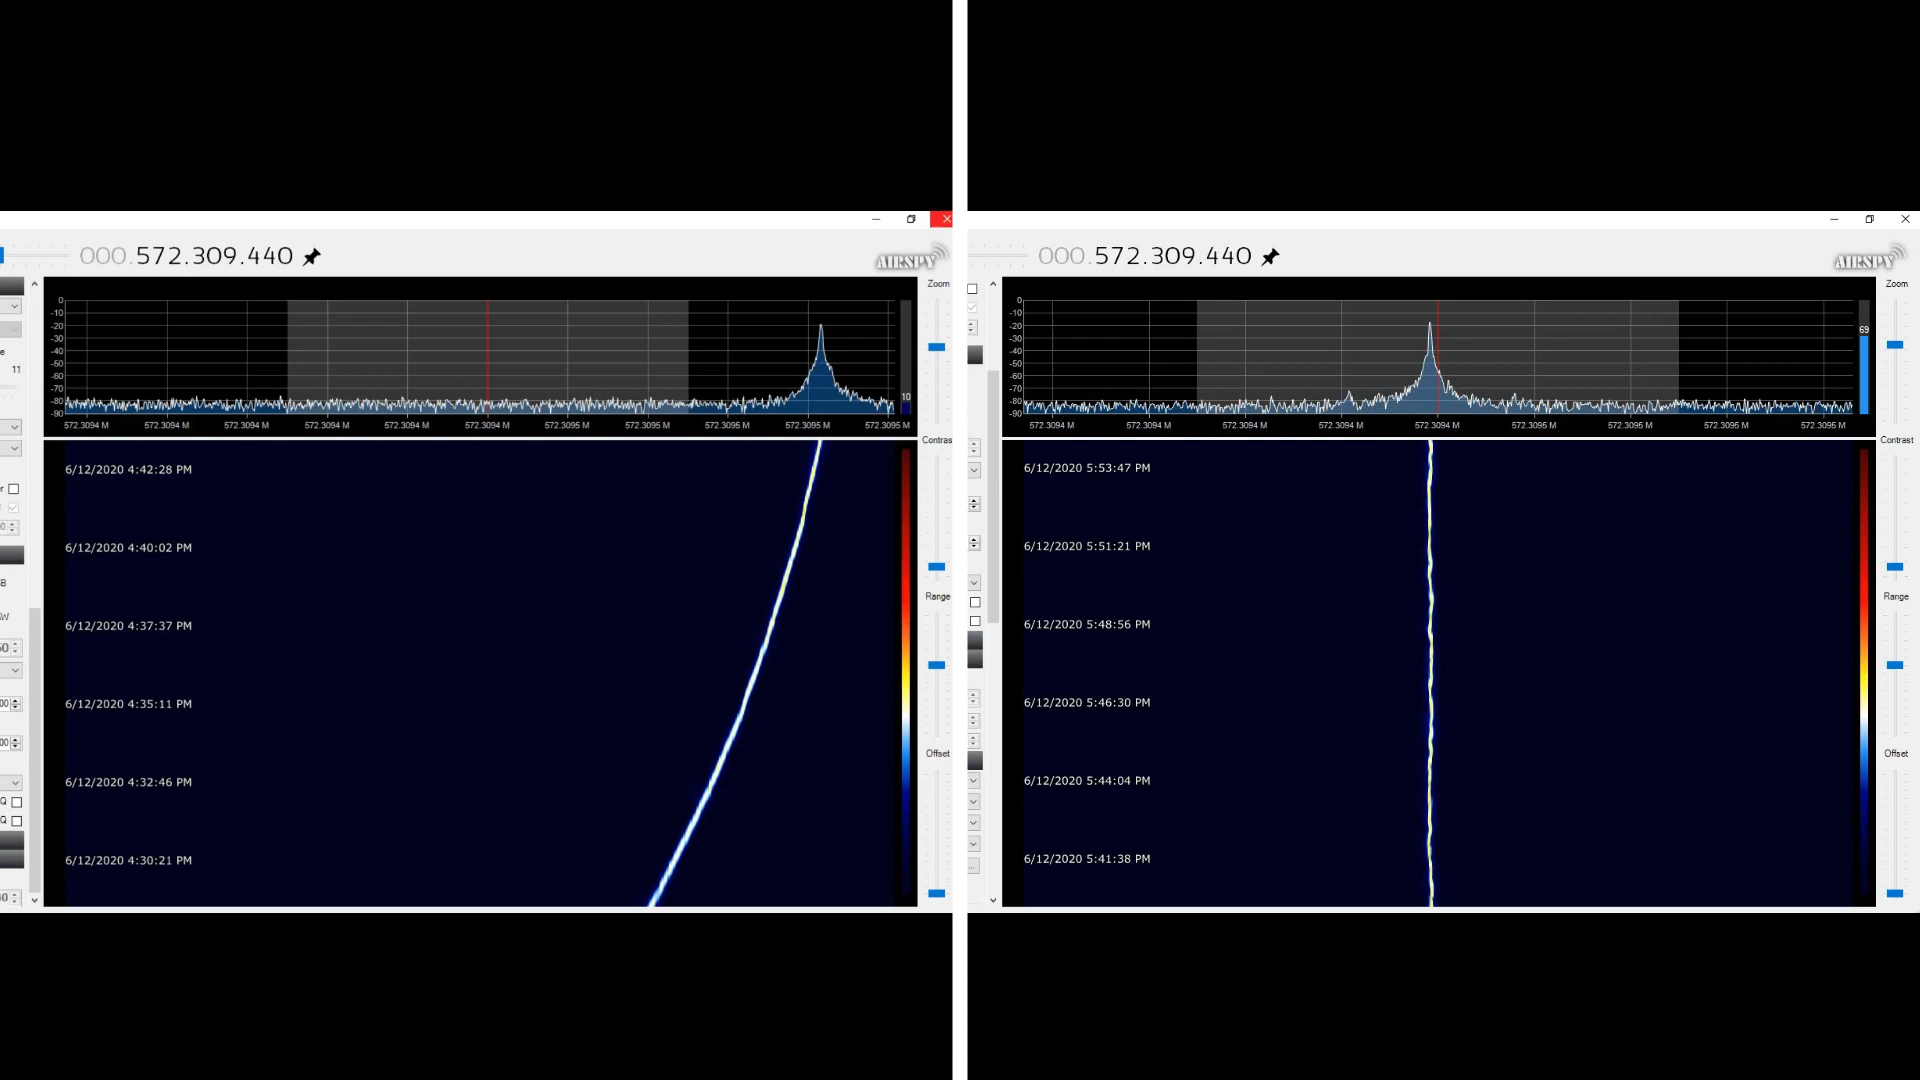 000.572.309.440
AIRSPY
Zoom
0
-10
-20
-30
-40
-50
-60
-70
-80
-90
10
572.3094 M 572.3094 M 572.3094 M 572.3094 M 572.3094 M 572.3094 M 572.3094 M 572.3095 M 572.3095 M 572.3095 M 572.3095 M
e
11
Contras
6/12/2020 4:42:28 PM
6/12/2020 4:40:02 PM
6/12/2020 4:37:37 PM
6/12/2020 4:35:11 PM
6/12/2020 4:32:46 PM
6/12/2020 4:30:21 PM
Range
Offset
r
0
W
00
00
Q
Q
000.572.309.440
AIRSPY
Zoom
0
-10
-20
-30
-40
-50
-60
-70
-80
-90
69
572.3094 M 572.3094 M 572.3094 M 572.3094 M 572.3094 M 572.3095 M 572.3095 M 572.3095 M 572.3095 M
Contrast
6/12/2020 5:53:47 PM
6/12/2020 5:51:21 PM
6/12/2020 5:48:56 PM
6/12/2020 5:46:30 PM
6/12/2020 5:44:04 PM
6/12/2020 5:41:38 PM
Range
Offset
...